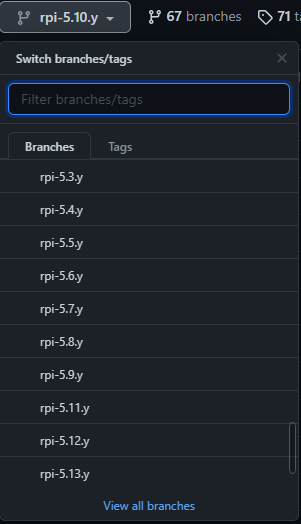 rpi-5.10.y 67 branches 71 ta
Switch branches/tags
Filter branches/tags
Branches Tags
rpi-5.3.y
rpi-5.4.y
rpi-5.5.y
rpi-5.6.y
rpi-5.7.y
rpi-5.8.y
rpi-5.9.y
rpi-5.11.y
rpi-5.12.y
rpi-5.13.y
View all branches